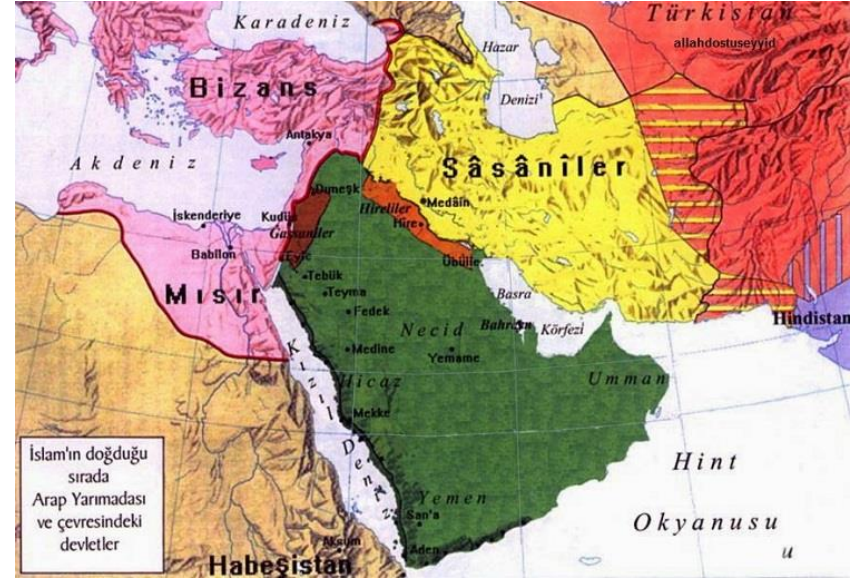 Karadeniz
Türkistan
allahdostuseyyid
Hazar
Denizi
Bizans
Antakya
Akdeniz
Sâsânîler
Dımeşk
Medâin
Hireliler
Hire
İskenderiye
Kudüs
Gassaniler
Babilon
Übülle
Tebük
Mısır
Teyma
Basra
Körfezi
Fedek
Necid
Bahreyn
Hindistan
Medine
Yemame
Hicaz
Umman
Kızıl Deniz
Mekke
İslam'ın doğduğu
sırada
Arap Yarımadası
ve çevresindeki
devletler
Hint
Okyanusu
u
Yemen
San'a
Aksum
Aden
Habeşistan